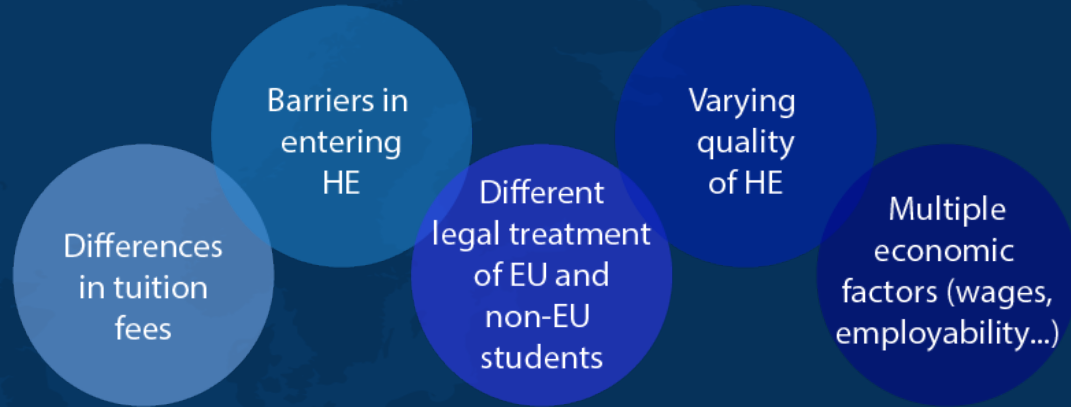 Differences
in tuition
fees
Barriers in
entering
HE
Different
legal treatment
of EU and
non-EU
students
Varying
quality
of HE
Multiple
economic
factors (wages,
employability...)